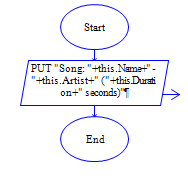 Start
PUT "Song: "+this.Name+" -
"+this.Artist+" ("+this.Durati
on+" seconds)"¶
End